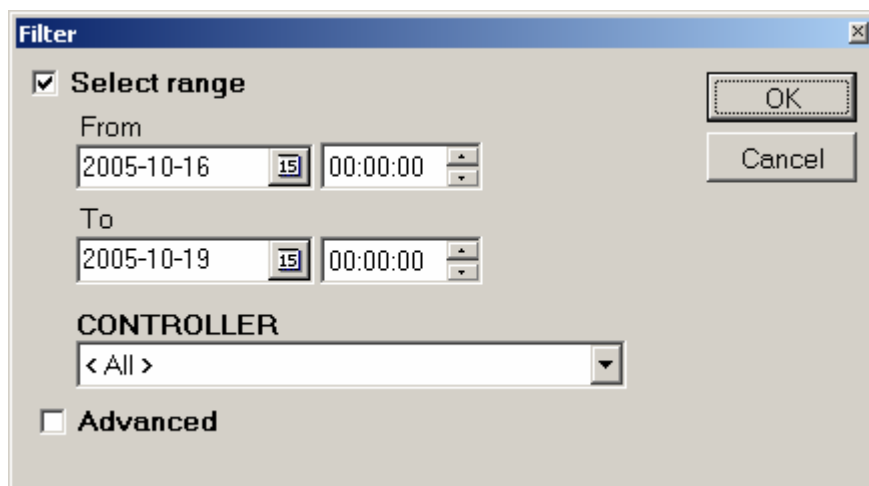 Filter
Select range
OK
From
2005-10-16 15 00:00:00
Cancel
To
2005-10-19 15 00:00:00
CONTROLLER
< All >
Advanced